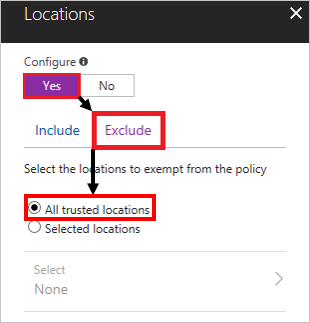 Locations
Configure
Yes No
Include Exclude
Select the locations to exempt from the policy
All trusted locations
Selected locations
Select
None